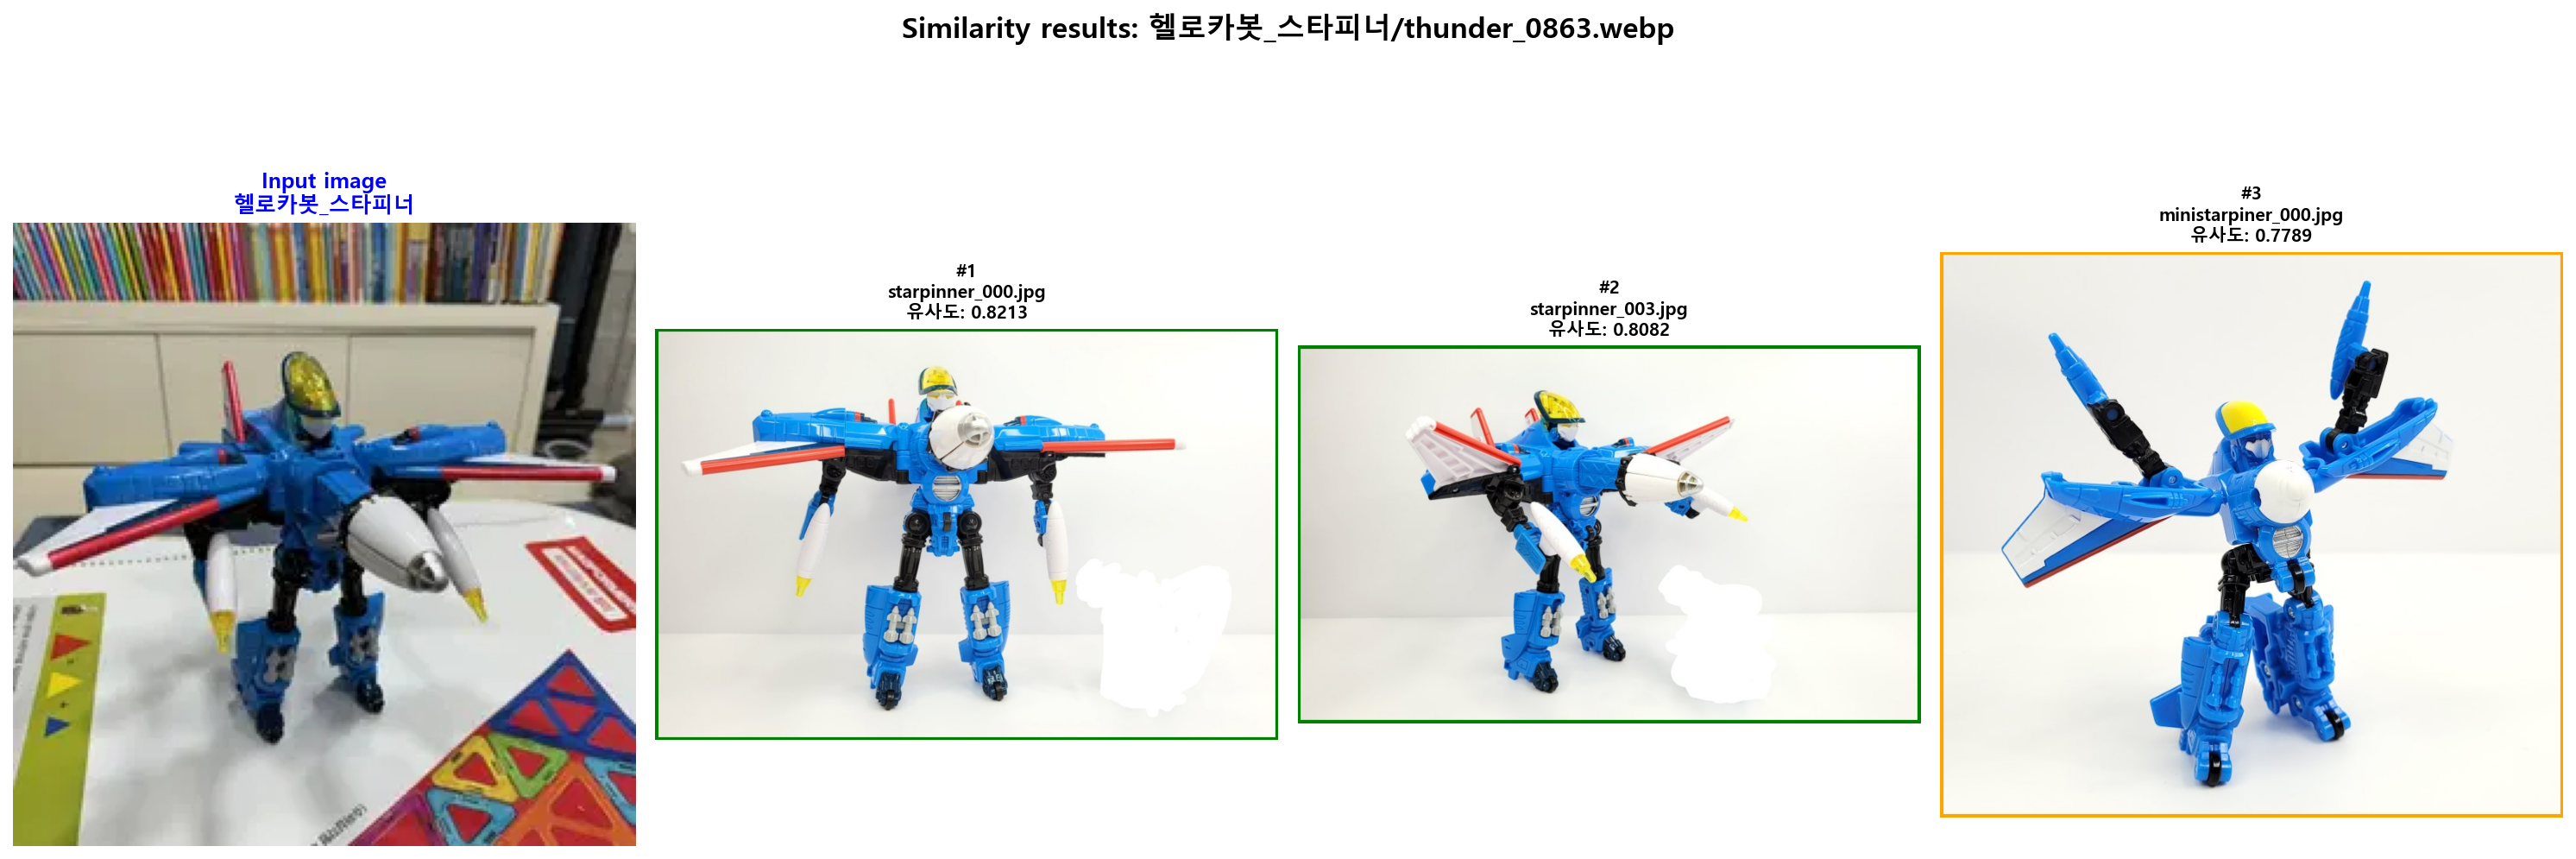 Similarity results: 헬로카봇_스타피너/thunder_0863.webp
Input image
헬로카봇_스타피너
#1
starpinner_000.jpg
유사도: 0.8213
#2
starpinner_003.jpg
유사도: 0.8082
#3
ministarpiner_000.jpg
유사도: 0.7789